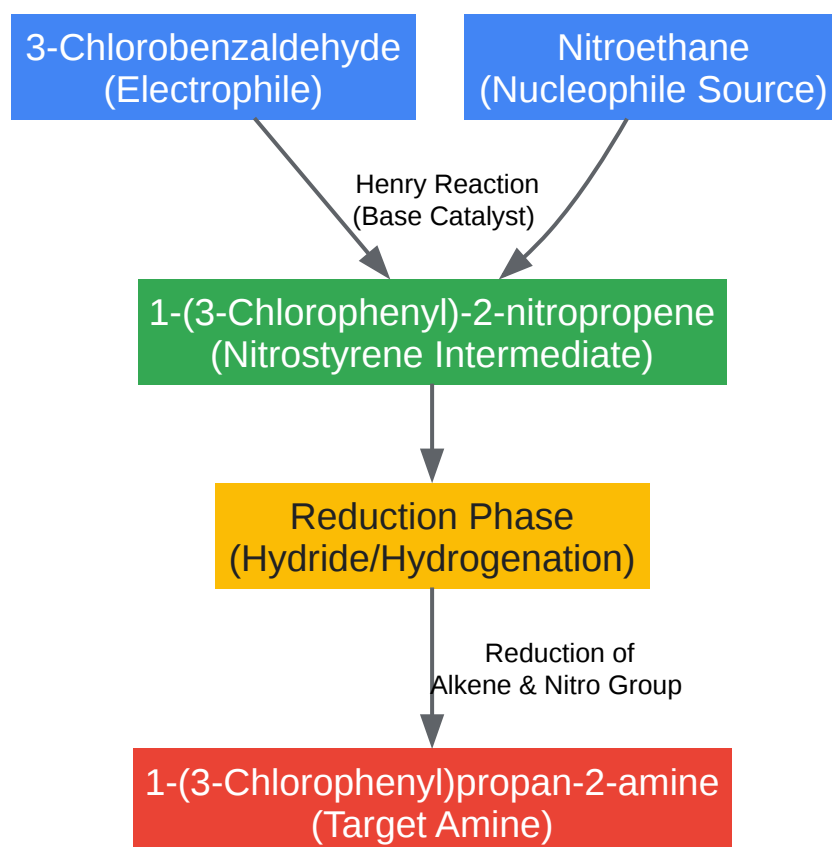 3-Chlorobenzaldehyde
(Electrophile)
Nitroethane
(Nucleophile Source)
Henry Reaction
(Base Catalyst)
1-(3-Chlorophenyl)-2-nitropropene
(Nitrostyrene Intermediate)
Reduction Phase
(Hydride/Hydrogenation)
Reduction of
Alkene & Nitro Group
1-(3-Chlorophenyl)propan-2-amine
(Target Amine)